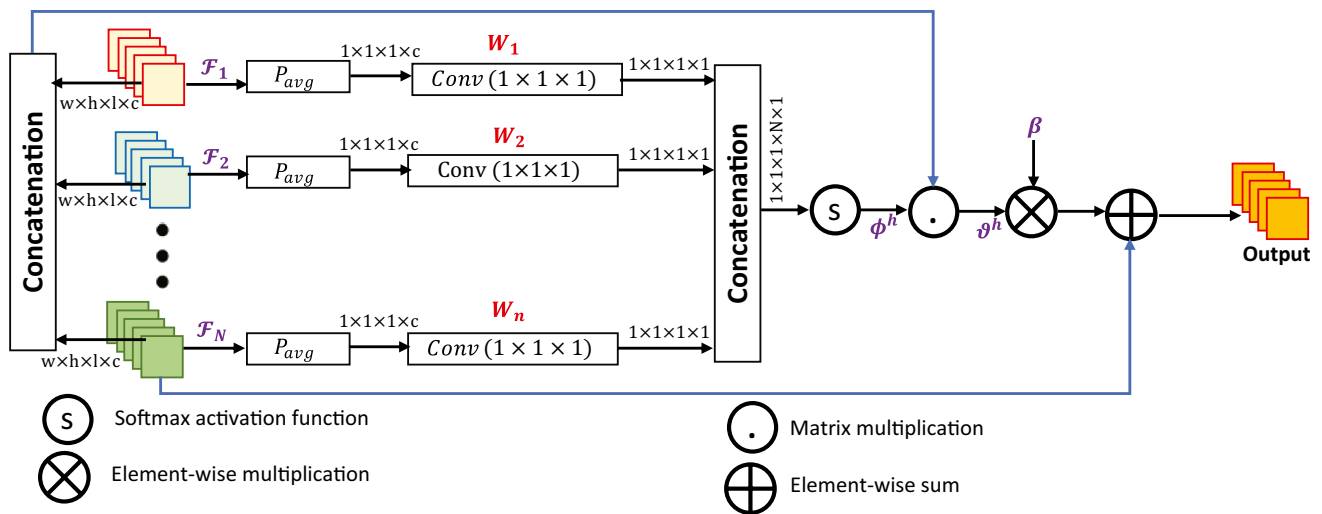 Concatenation
w×h×l×c
ℱ₁
P_avg
1×1×1×c
W₁
Conv (1 × 1 × 1)
1×1×1×1
w×h×l×c
ℱ₂
P_avg
1×1×1×c
W₂
Conv (1×1×1)
1×1×1×1
w×h×l×c
ℱ_N
P_avg
1×1×1×c
W_n
Conv (1 × 1 × 1)
1×1×1×1
Concatenation
1×1×1×N×1
S
ϕ^h
.
ϑ^h
β
Output
S Softmax activation function
Element-wise multiplication
. Matrix multiplication
Element-wise sum